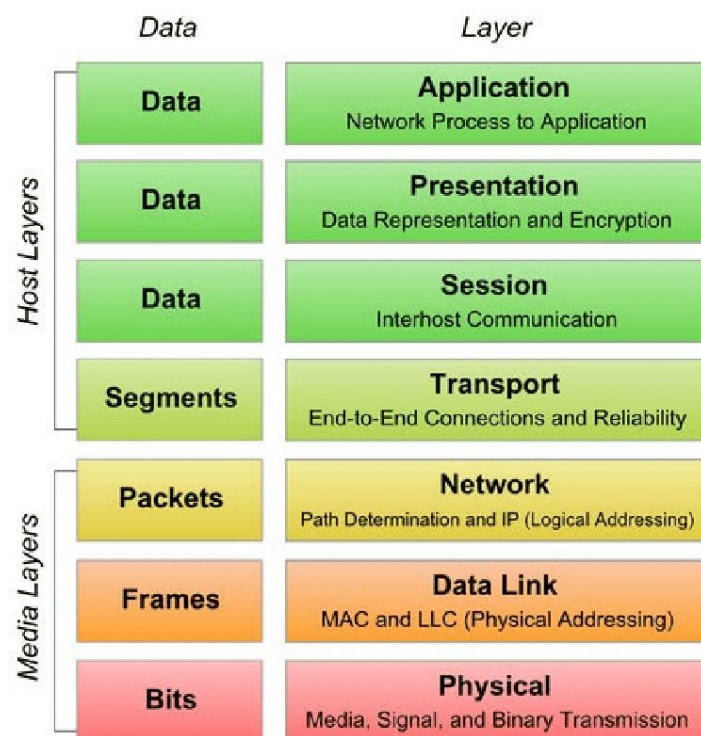 Data Layer
Host Layers
Data
Application
Network Process to Application
Data
Presentation
Data Representation and Encryption
Data
Session
Interhost Communication
Segments
Transport
End-to-End Connections and Reliability
Media Layers
Packets
Network
Path Determination and IP (Logical Addressing)
Frames
Data Link
MAC and LLC (Physical Addressing)
Bits
Physical
Media, Signal, and Binary Transmission